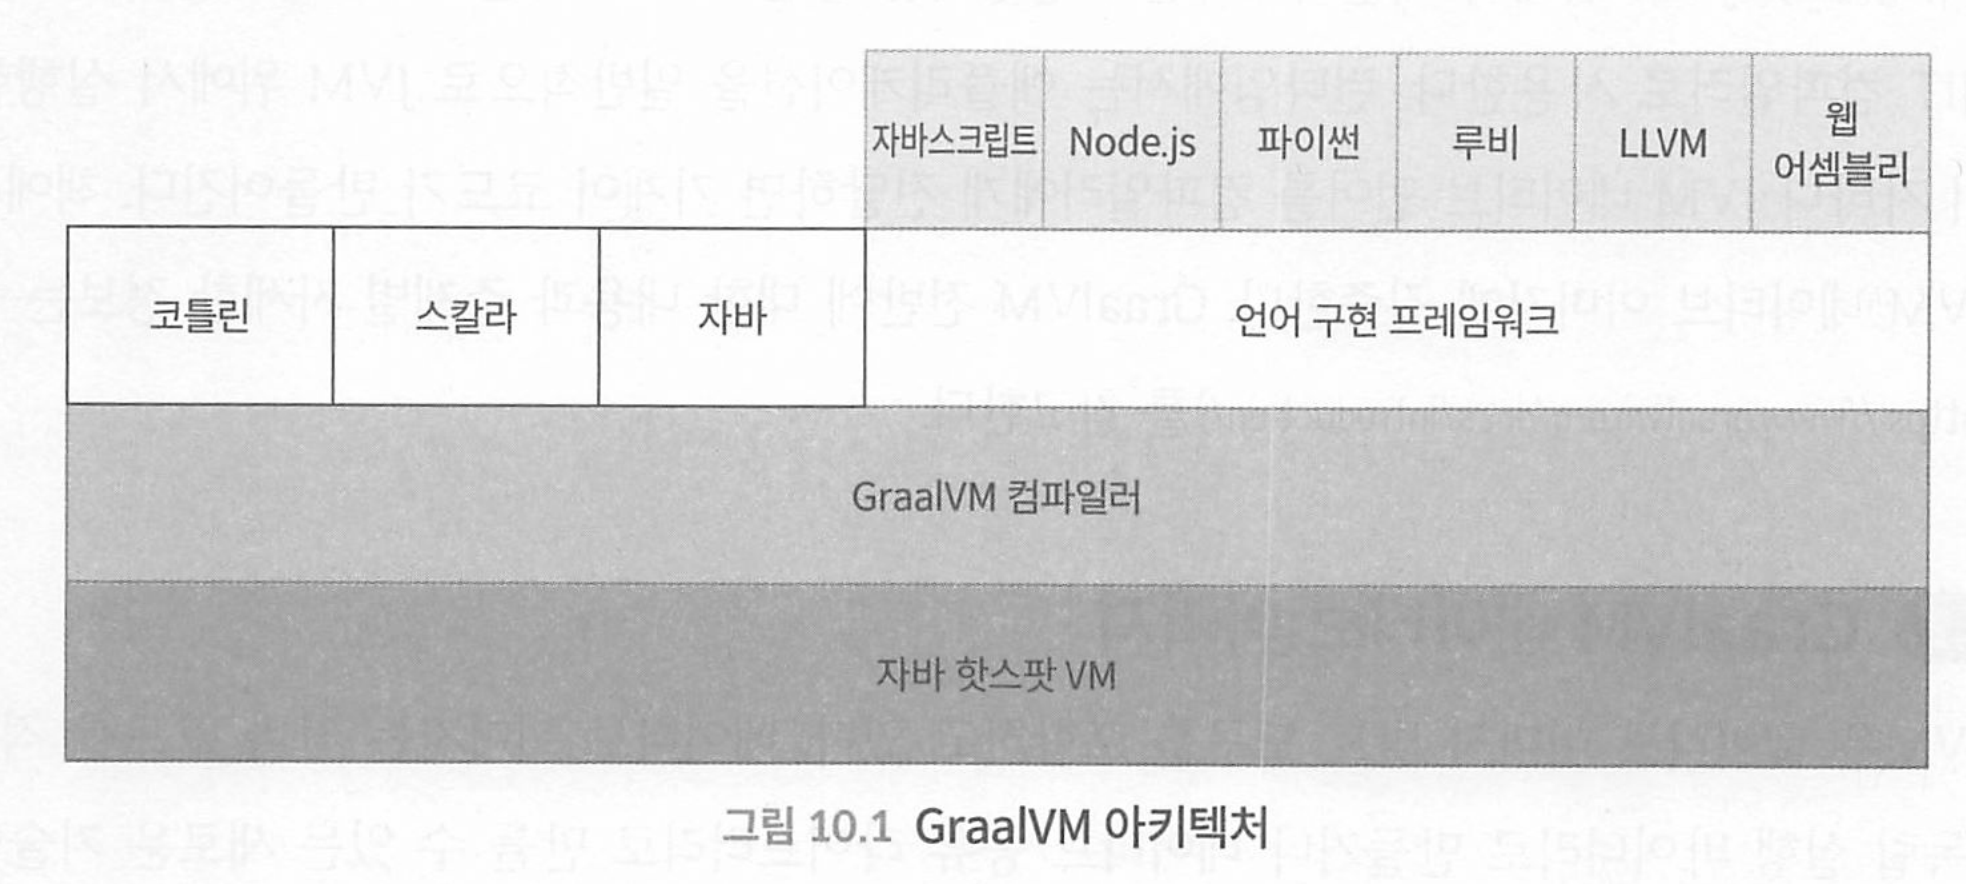 자바스크립트 Node.js 파이썬 루비 LLVM 웹
어셈블리
코틀린 스칼라 자바 언어 구현 프레임워크
GraalVM 컴파일러
자바 핫스팟 VM
그림 10.1 GraalVM 아키텍처